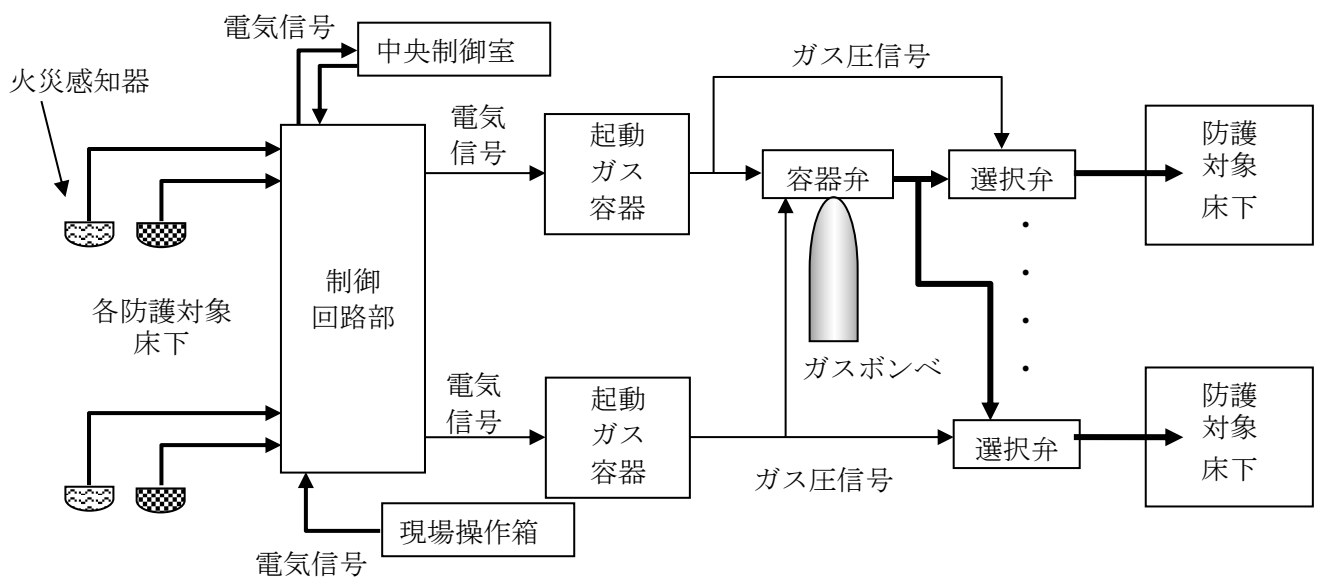 電気信号
中央制御室
ガス圧信号
火災感知器
電気
信号
起動
ガス
容器
防護
対象
床下
容器弁
選択弁
制御
回路部
各防護対象
床下
ガスボンベ
電気
信号
起動
ガス
容器
防護
対象
床下
選択弁
ガス圧信号
現場操作箱
電気信号